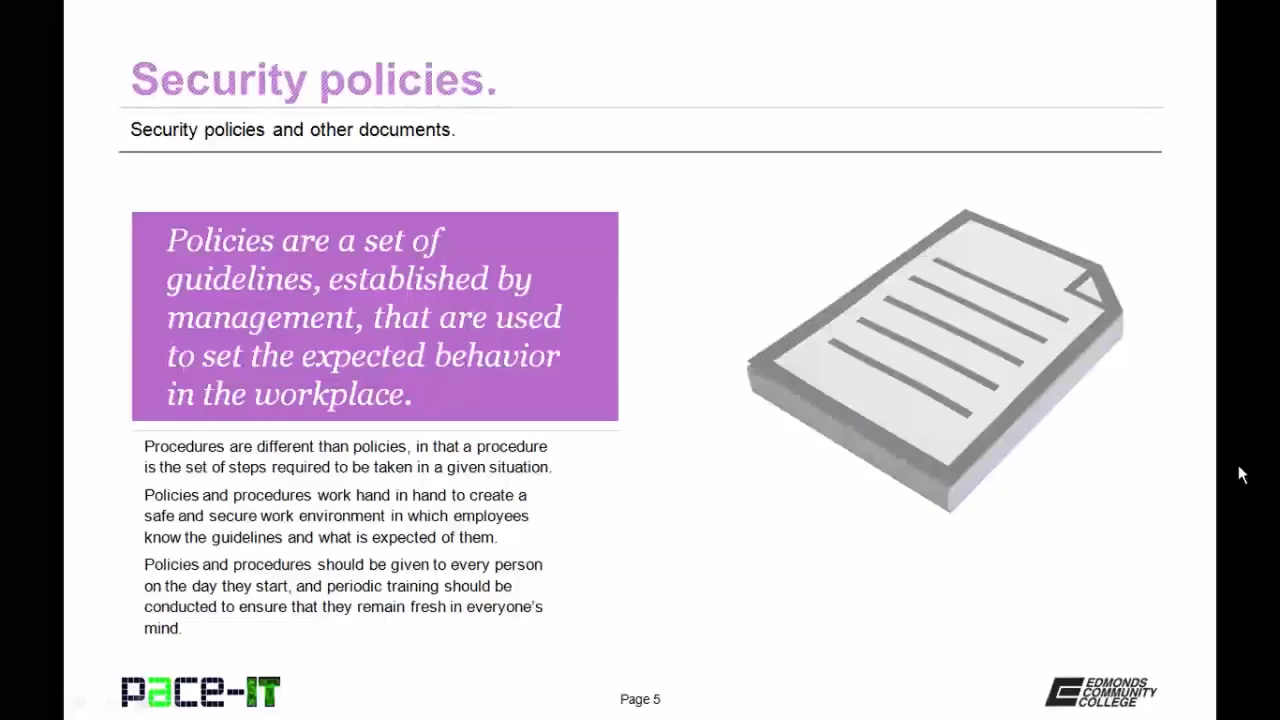 Security policies.
Security policies and other documents.
Policies are a set of
guidelines, established by
management, that are used
to set the expected behavior
in the workplace.
Procedures are different than policies, in that a procedure
is the set of steps required to be taken in a given situation.
Policies and procedures work hand in hand to create a
safe and secure work environment in which employees
know the guidelines and what is expected of them.
Policies and procedures should be given to every person
on the day they start, and periodic training should be
conducted to ensure that they remain fresh in everyone’s
mind.
pace-IT
Page 5
EDMONDS
COMMUNITY
COLLEGE